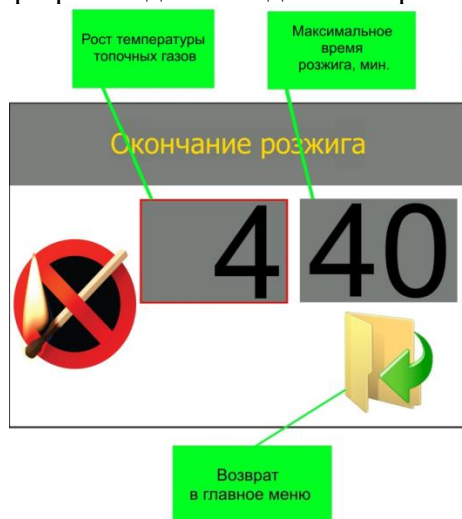 Рост температуры
топочных газов
Максимальное
время
розжига, мин.
Окончание розжига
4
40
Возврат
в главное меню